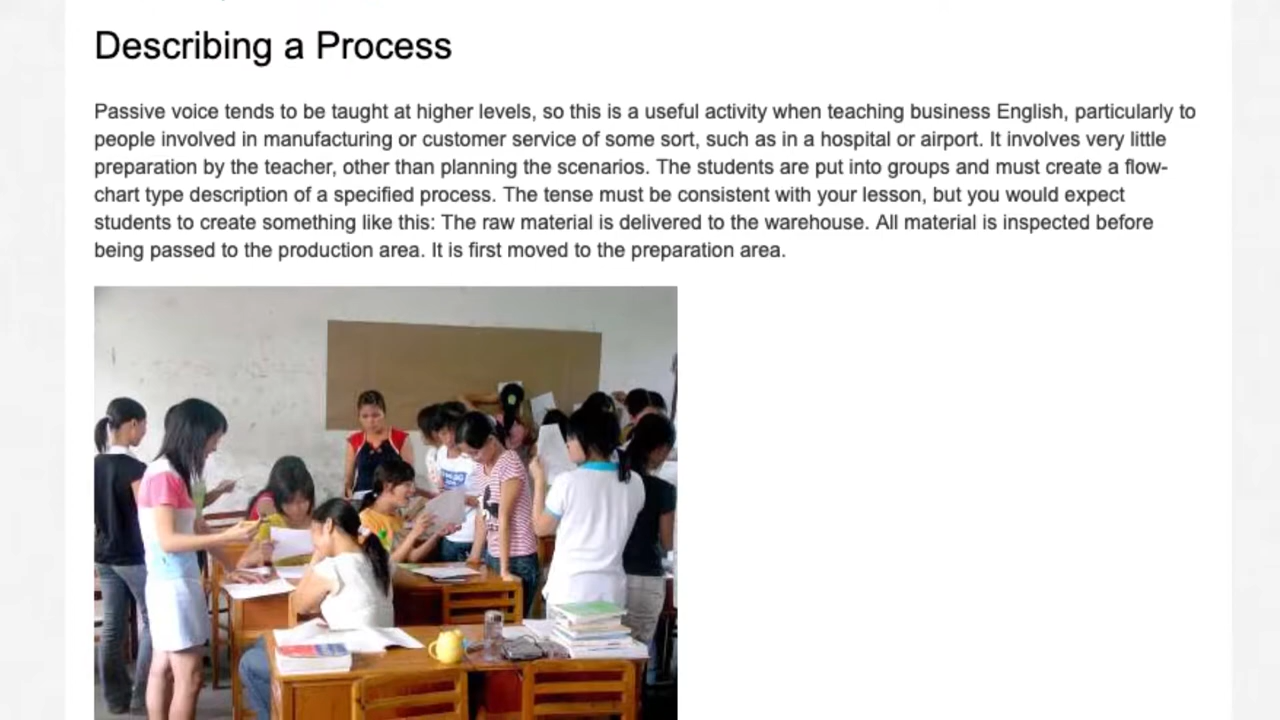 Describing a Process
Passive voice tends to be taught at higher levels, so this is a useful activity when teaching business English, particularly to
people involved in manufacturing or customer service of some sort, such as in a hospital or airport. It involves very little
preparation by the teacher, other than planning the scenarios. The students are put into groups and must create a flow-
chart type description of a specified process. The tense must be consistent with your lesson, but you would expect
students to create something like this: The raw material is delivered to the warehouse. All material is inspected before
being passed to the production area. It is first moved to the preparation area.